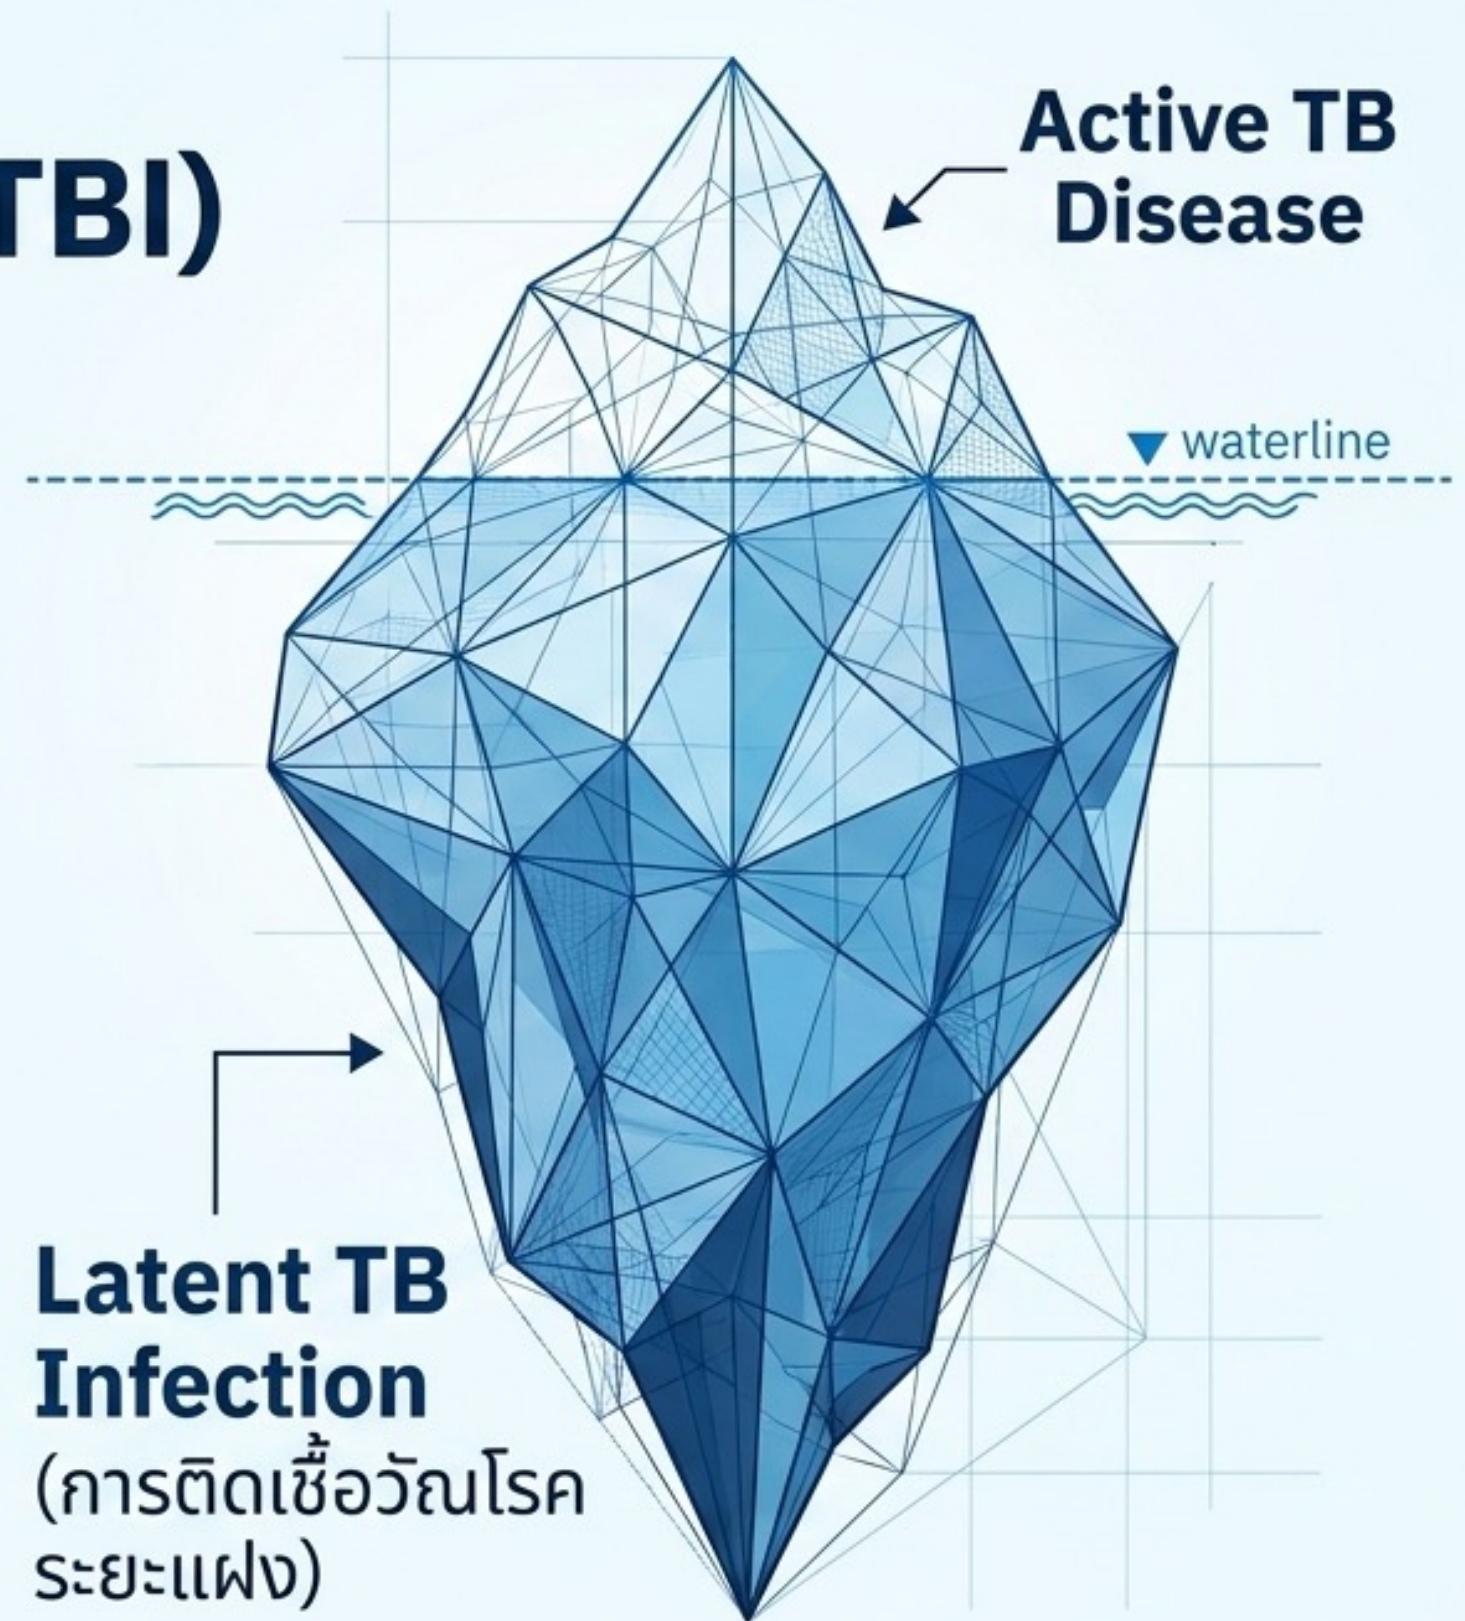 TBI)
Active TB
Disease
waterline
Latent TB
Infection
(การติดเชื้อวัณโรค
ระยะแฝง)